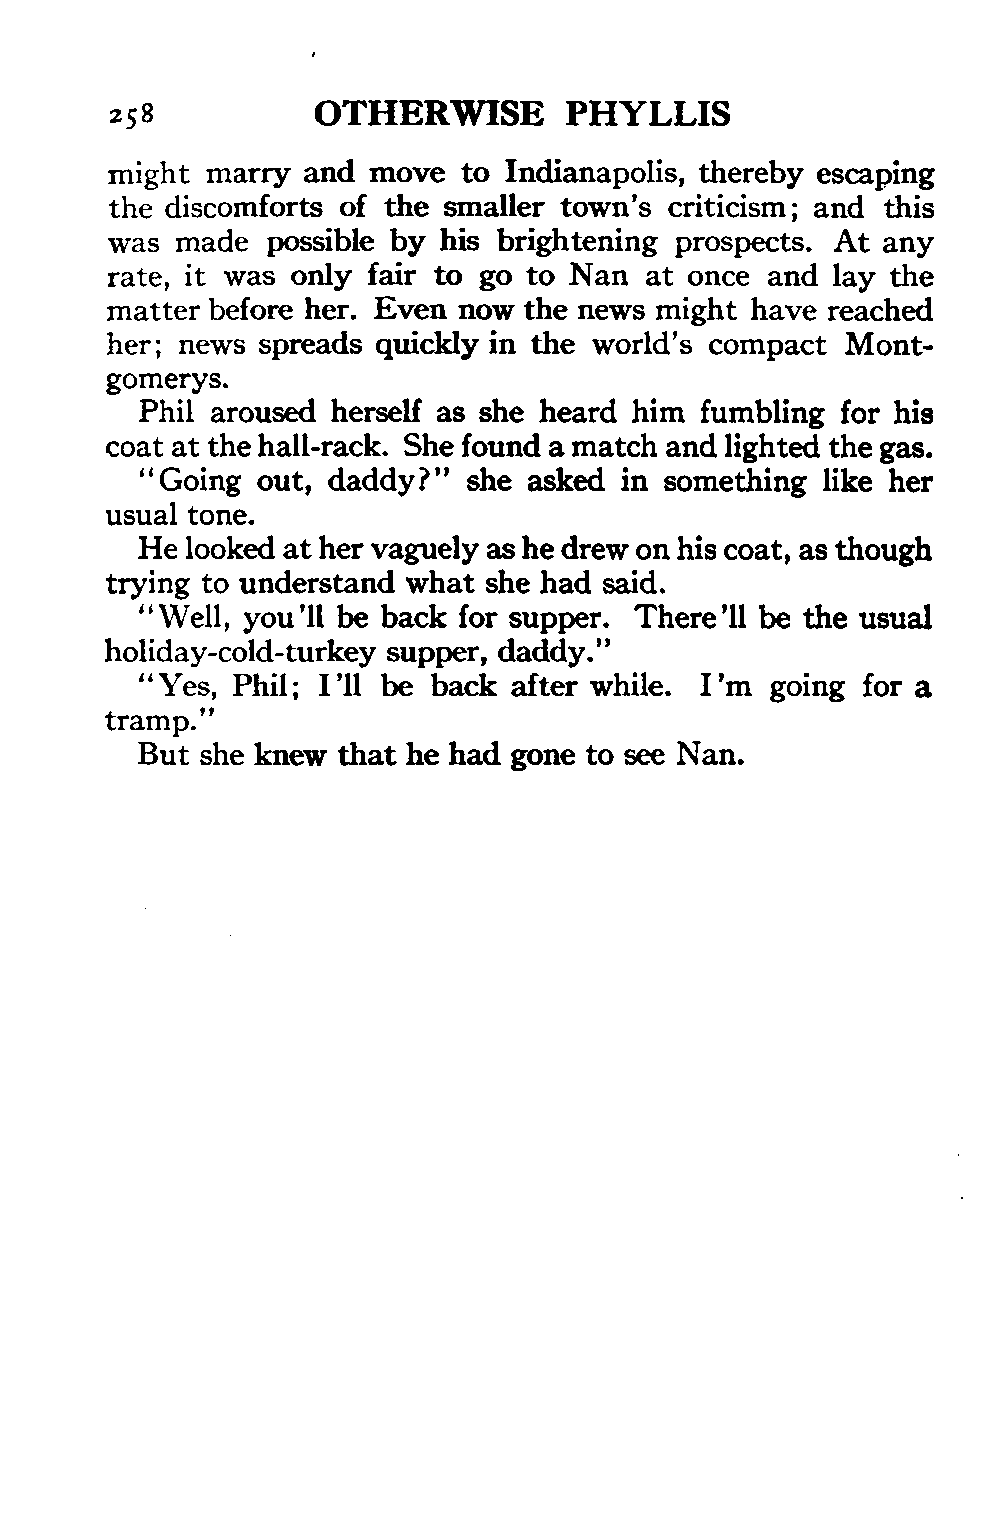 258 OTHERWISE PHYLLIS
might marry and move to Indianapolis, thereby escaping
the discomforts of the smaller town's criticism; and this
was made possible by his brightening prospects. At any
rate, it was only fair to go to Nan at once and lay the
matter before her. Even now the news might have reached
her; news spreads quickly in the world's compact Mont-
gomerys.
Phil aroused herself as she heard him fumbling for his
coat at the hall-rack. She found a match and lighted the gas.
"Going out, daddy?" she asked in something like her
usual tone.
He looked at her vaguely as he drew on his coat, as though
trying to understand what she had said.
"Well, you'll be back for supper. There'll be the usual
holiday-cold-turkey supper, daddy."
"Yes, Phil; I'll be back after while. I'm going for a
tramp."
But she knew that he had gone to see Nan.